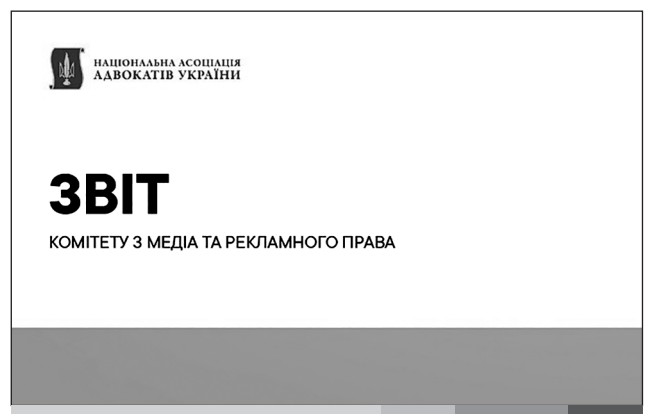 НАЦІОНАЛЬНА АСОЦІАЦІЯ
АДВОКАТІВ УКРАЇНИ
ЗВІТ
КОМІТЕТУ З МЕДІА ТА РЕКЛАМНОГО ПРАВА